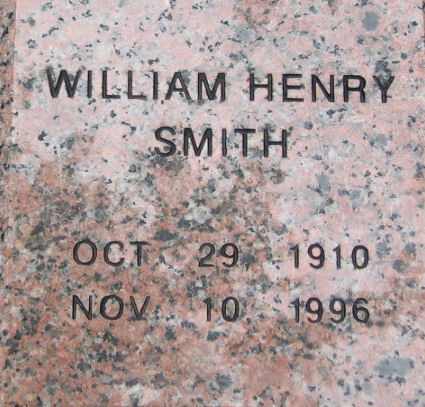 WILLIAM HENRY
SMITH
OCT 29 1910
NOV 10 1996